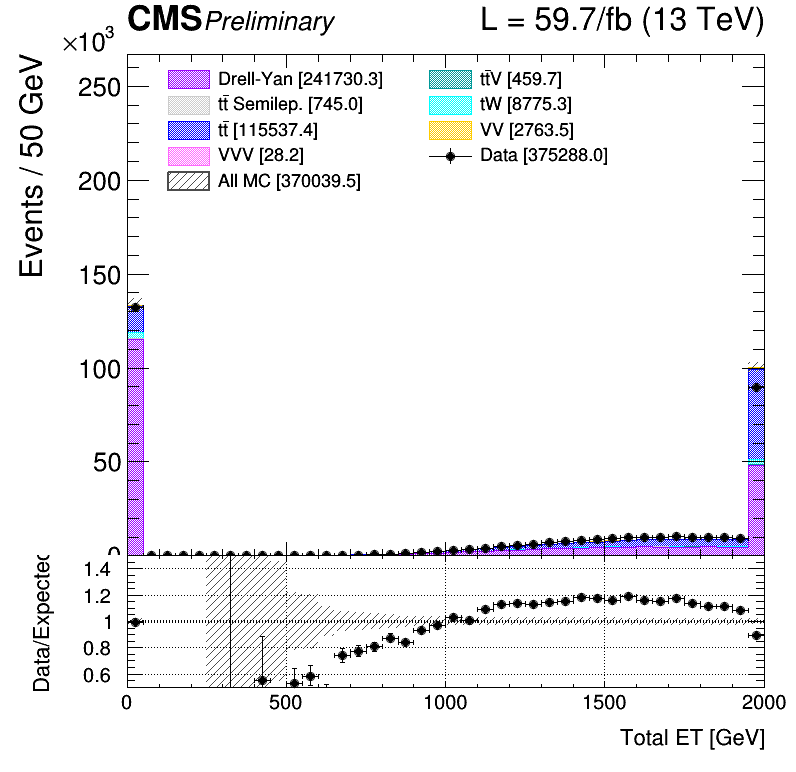 CMS Preliminary L = 59.7/fb (13 TeV)
×10³
Events / 50 GeV
250
200
150
100
50
0
Drell-Yan [241730.3]
tt̄ Semilep. [745.0]
tt̄ [115537.4]
VVV [28.2]
All MC [370039.5]
tt̄V [459.7]
tW [8775.3]
VV [2763.5]
Data [375288.0]
Data/Expected
1.4
1.2
1
0.8
0.6
0 500 1000 1500 2000
Total ET [GeV]